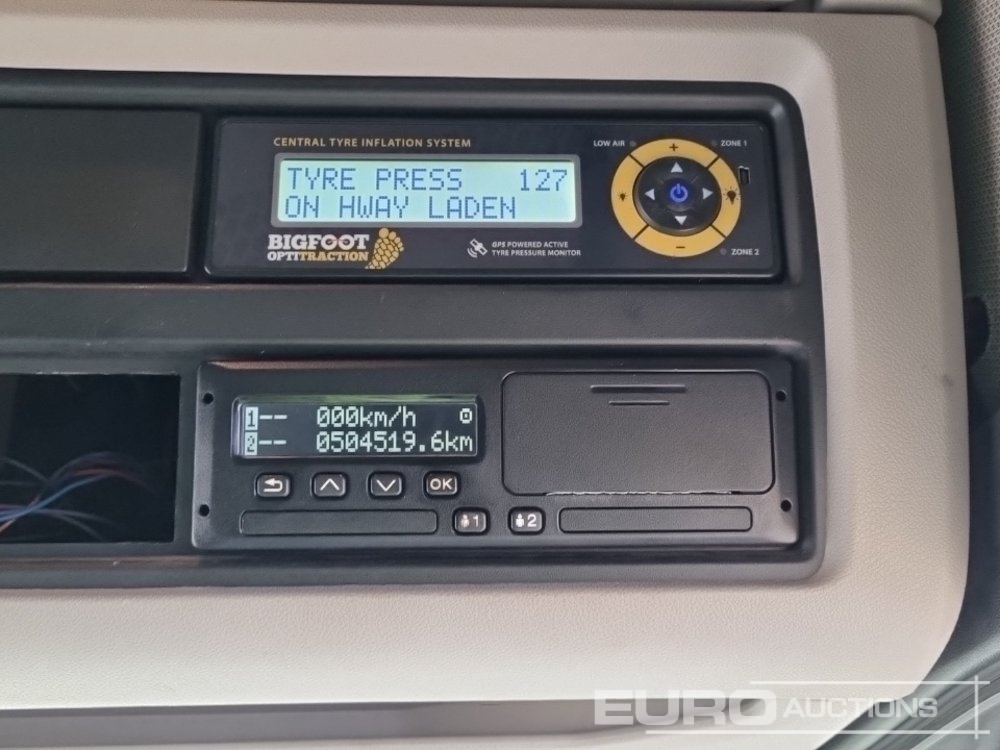 CENTRAL TYRE INFLATION SYSTEM
LOW AIR
ZONE 1
TYRE PRESS 127
ON HWAY LADEN
BIGFOOT
OPTITRACTION
GPS POWERED ACTIVE
TYRE PRESSURE MONITOR
ZONE 2
1-- 000km/h
2-- 0504519.6km
OK
1
2
EURO AUCTIONS